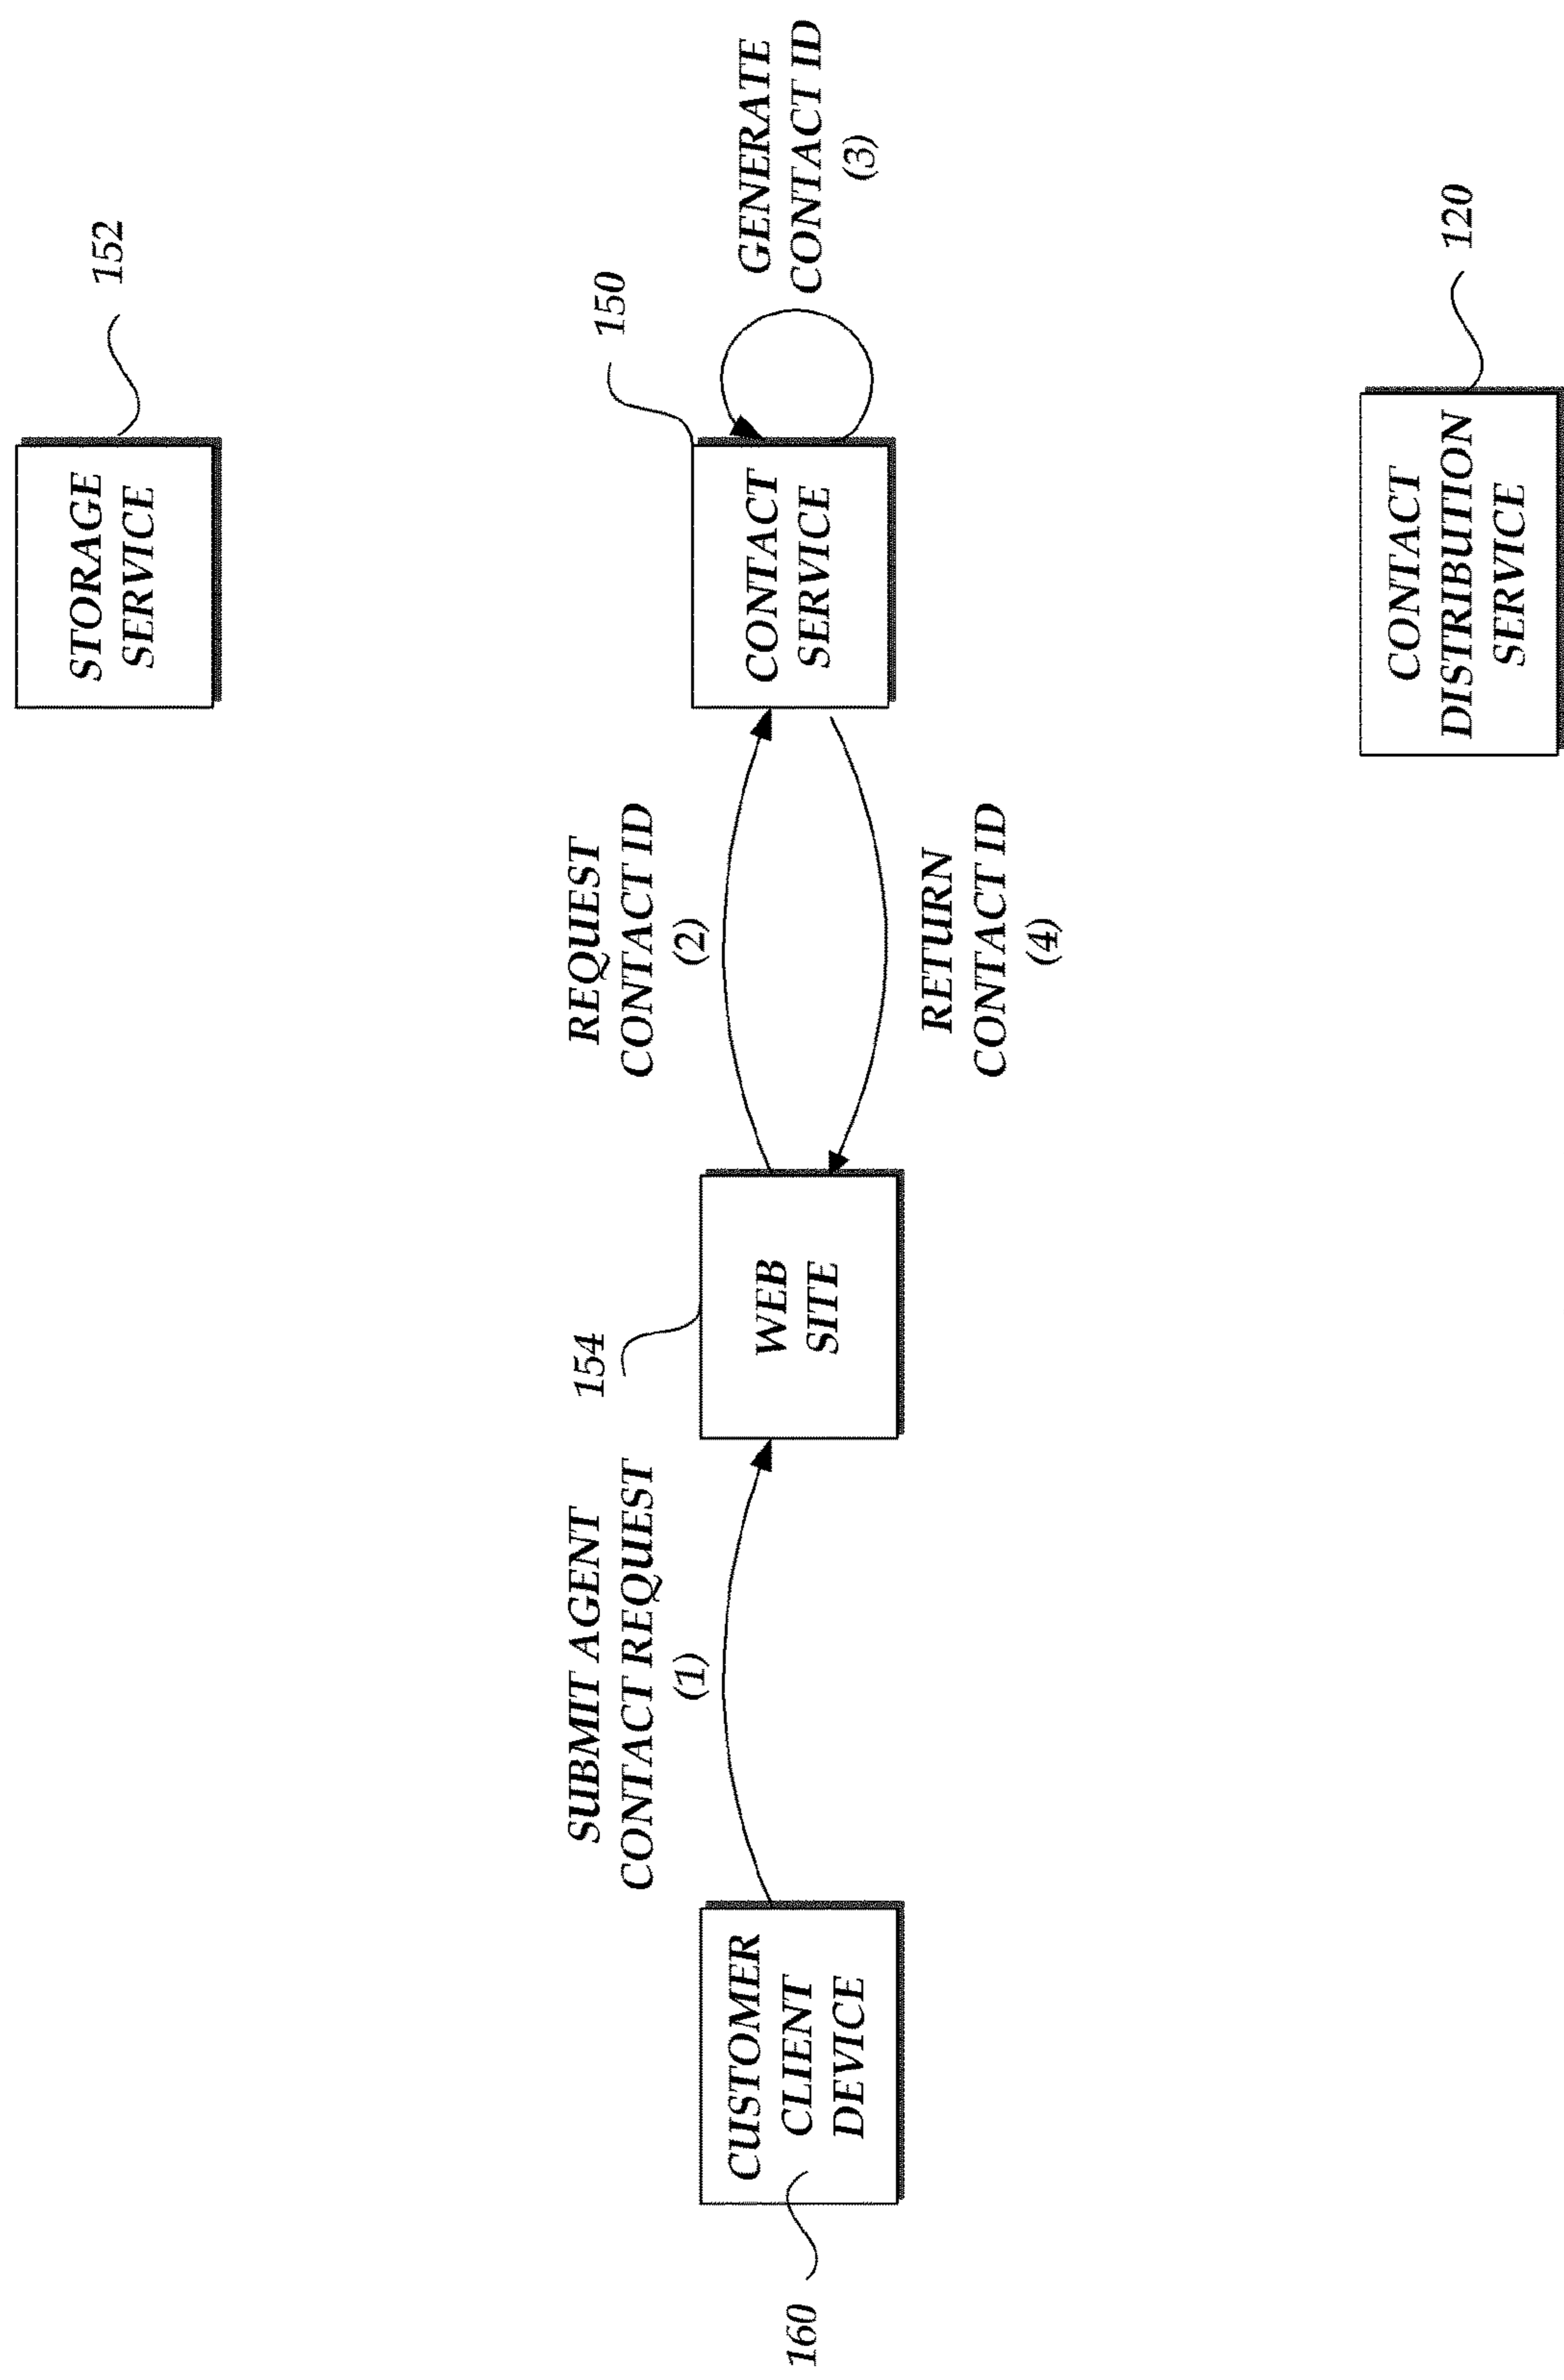 152
STORAGE
SERVICE
SUBMIT AGENT
CONTACT REQUEST
(1)
REQUEST
CONTACT ID
(2)
150
154
CUSTOMER
CLIENT
DEVICE
160
WEB
SITE
CONTACT
SERVICE
GENERATE
CONTACT ID
(3)
RETURN
CONTACT ID
(4)
CONTACT
DISTRIBUTION
SERVICE
120